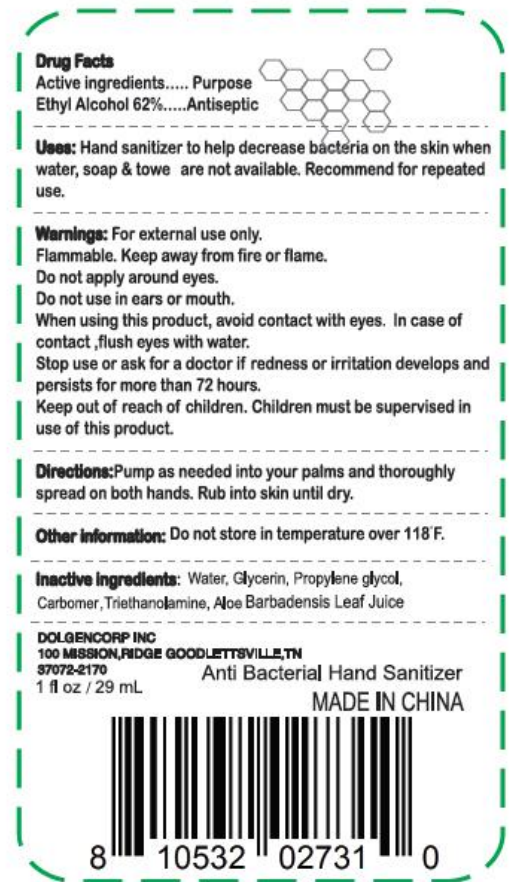 Drug Facts
Active ingredients..... Purpose
Ethyl Alcohol 62%.....Antiseptic
Uses: Hand sanitizer to help decrease bacteria on the skin when
water, soap & towe are not available. Recommend for repeated
use.
Warnings: For external use only.
Flammable. Keep away from fire or flame.
Do not apply around eyes.
Do not use in ears or mouth.
When using this product, avoid contact with eyes. In case of
contact ,flush eyes with water.
Stop use or ask for a doctor if redness or irritation develops and
persists for more than 72 hours.
Keep out of reach of children. Children must be supervised in
use of this product.
Directions:Pump as needed into your palms and thoroughly
spread on both hands. Rub into skin until dry.
Other information: Do not store in temperature over 118°F.
Inactive ingredients: Water, Glycerin, Propylene glycol,
Carbomer,Triethanolamine, Aloe Barbadensis Leaf Juice
DOLGENCORP INC
100 MISSION,RIDGE GOODLETTSVILLE,TN
37072-2170
1 fl oz / 29 mL
Anti Bacterial Hand Sanitizer
MADE IN CHINA
8 10532 02731 0